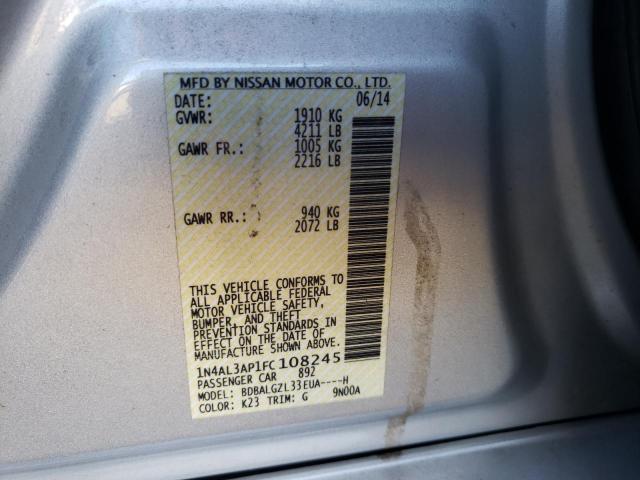 MFD BY NISSAN MOTOR CO., LTD.
DATE: 06/14
GVWR: 1910 KG
4211 LB
GAWR FR.: 1005 KG
2216 LB
GAWR RR.: 940 KG
2072 LB
THIS VEHICLE CONFORMS TO
ALL APPLICABLE FEDERAL
MOTOR VEHICLE SAFETY,
BUMPER, AND THEFT
PREVENTION STANDARDS IN
EFFECT ON THE DATE OF
MANUFACTURE SHOWN ABOVE.
1N4AL3AP1FC108245
PASSENGER CAR 892
MODEL: BDBALGZL33EUA----H
COLOR: K23 TRIM: G 9N00A